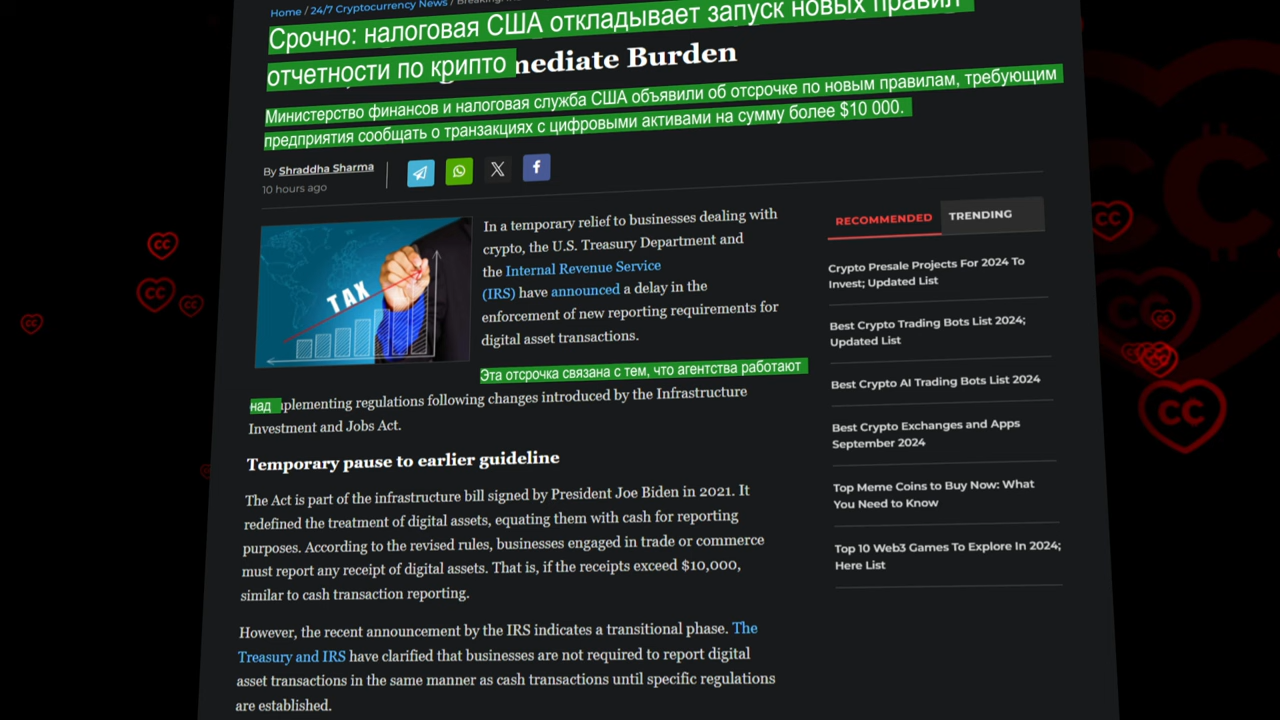 Home / 24/7 Cryptocurrency News /
Срочно: налоговая США откладывает запуск новых правил
отчетности по крипто mediate Burden
Министерство финансов и налоговая служба США объявили об отсрочке по новым правилам, требующим
предприятия сообщать о транзакциях с цифровыми активами на сумму более $10 000.
By Shraddha Sharma
10 hours ago
TAX
In a temporary relief to businesses dealing with
crypto, the U.S. Treasury Department and
the Internal Revenue Service
(IRS) have announced a delay in the
enforcement of new reporting requirements for
digital asset transactions.
Эта отсрочка связана с тем, что агентства работают
над plementing regulations following changes introduced by the Infrastructure
Investment and Jobs Act.
Temporary pause to earlier guideline
The Act is part of the infrastructure bill signed by President Joe Biden in 2021. It
redefined the treatment of digital assets, equating them with cash for reporting
purposes. According to the revised rules, businesses engaged in trade or commerce
must report any receipt of digital assets. That is, if the receipts exceed $10,000,
similar to cash transaction reporting.
However, the recent announcement by the IRS indicates a transitional phase. The
Treasury and IRS have clarified that businesses are not required to report digital
asset transactions in the same manner as cash transactions until specific regulations
are established.
RECOMMENDED TRENDING
Crypto Presale Projects For 2024 To
Invest; Updated List
Best Crypto Trading Bots List 2024;
Updated List
Best Crypto AI Trading Bots List 2024
Best Crypto Exchanges and Apps
September 2024
Top Meme Coins to Buy Now: What
You Need to Know
Top 10 Web3 Games To Explore In 2024;
Here List